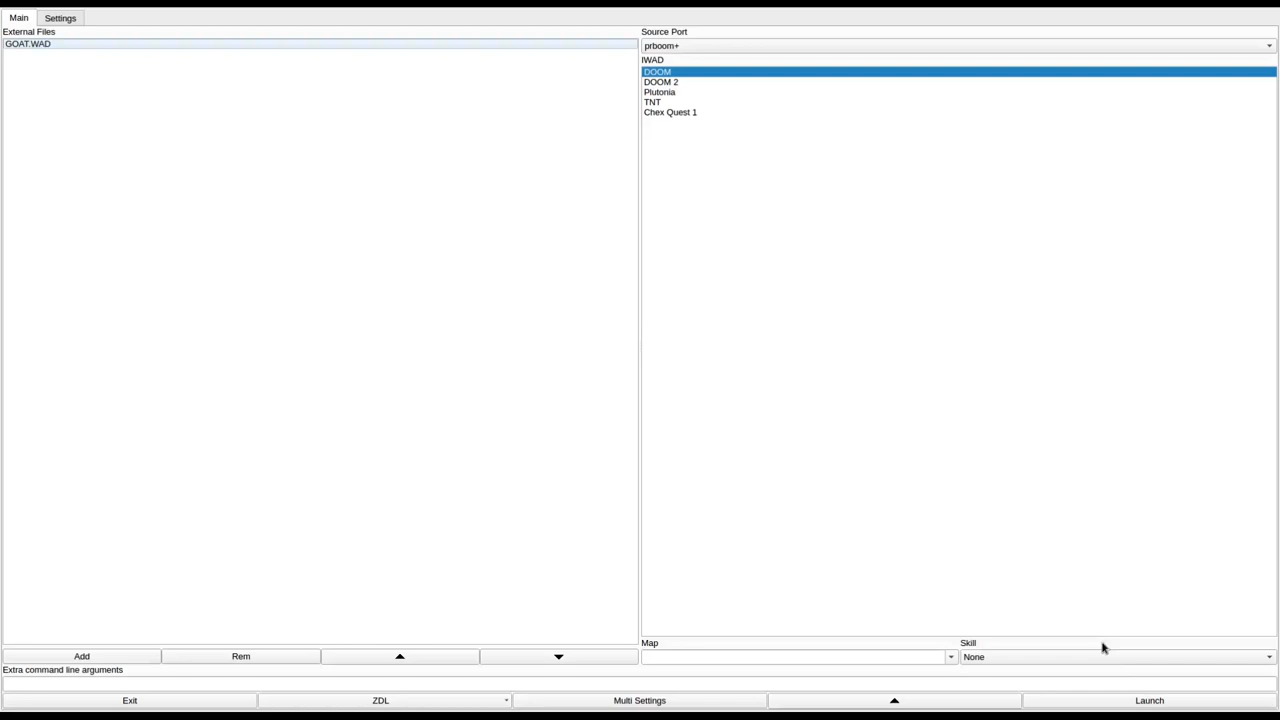 Main Settings
External Files
GOAT.WAD
Source Port
prboom+
IWAD
DOOM
DOOM 2
Plutonia
TNT
Chex Quest 1
Map Skill
None
Add Rem
Extra command line arguments
Exit ZDL Multi Settings Launch